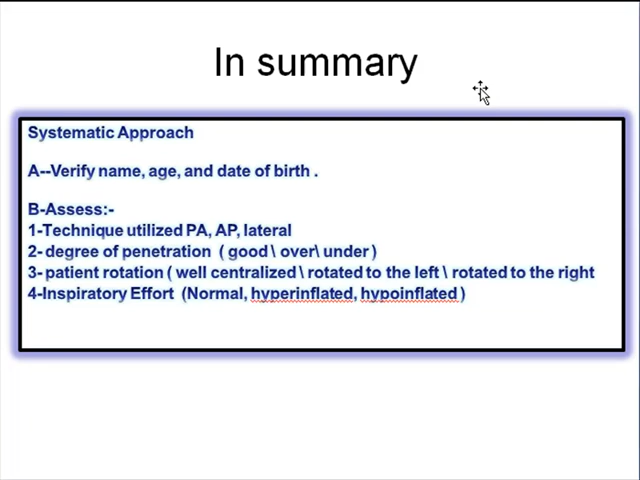 In summary
Systematic Approach
A--Verify name, age, and date of birth .
B-Assess:-
1-Technique utilized PA, AP, lateral
2- degree of penetration  ( good \ over\ under )
3- patient rotation ( well centralized \ rotated to the left \ rotated to the right
4-Inspiratory Effort  (Normal, hyperinflated, hypoinflated )